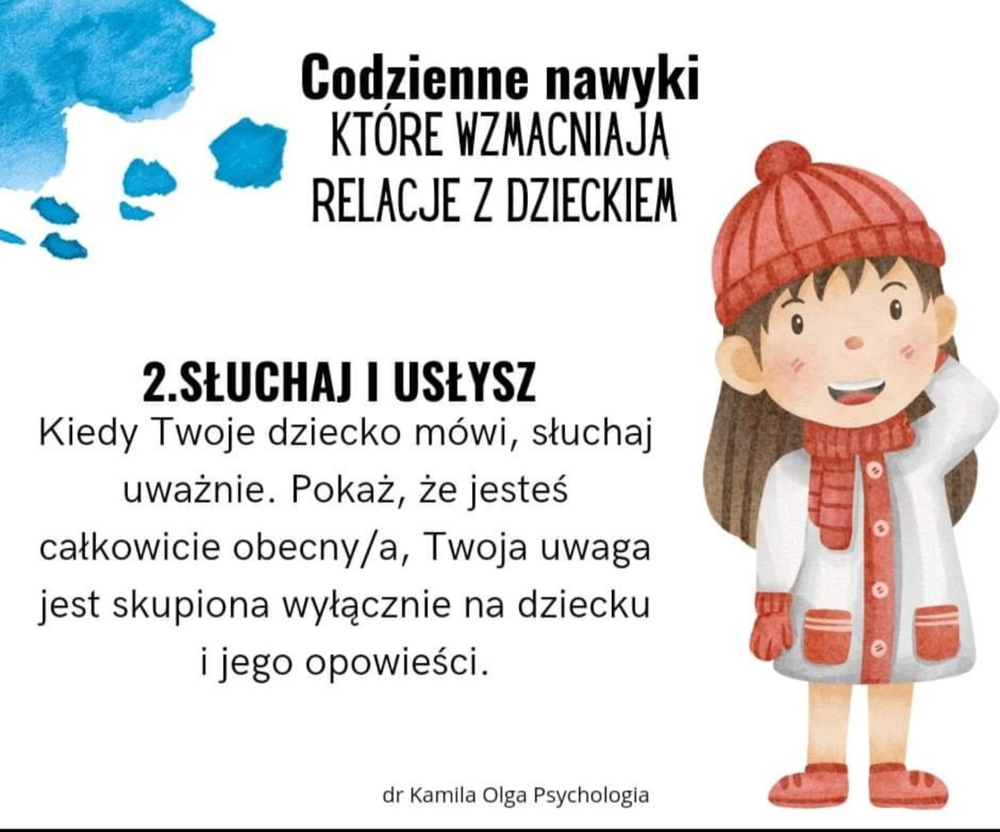 Codzienne nawyki
KTÓRE WZMACNIAJĄ
RELACJE Z DZIECKIEM
2.SŁUCHAJ I USŁYSZ
Kiedy Twoje dziecko mówi, słuchaj
uważnie. Pokaż, że jesteś
całkowicie obecny/a, Twoja uwaga
jest skupiona wyłącznie na dziecku
i jego opowieści.
dr Kamila Olga Psychologia